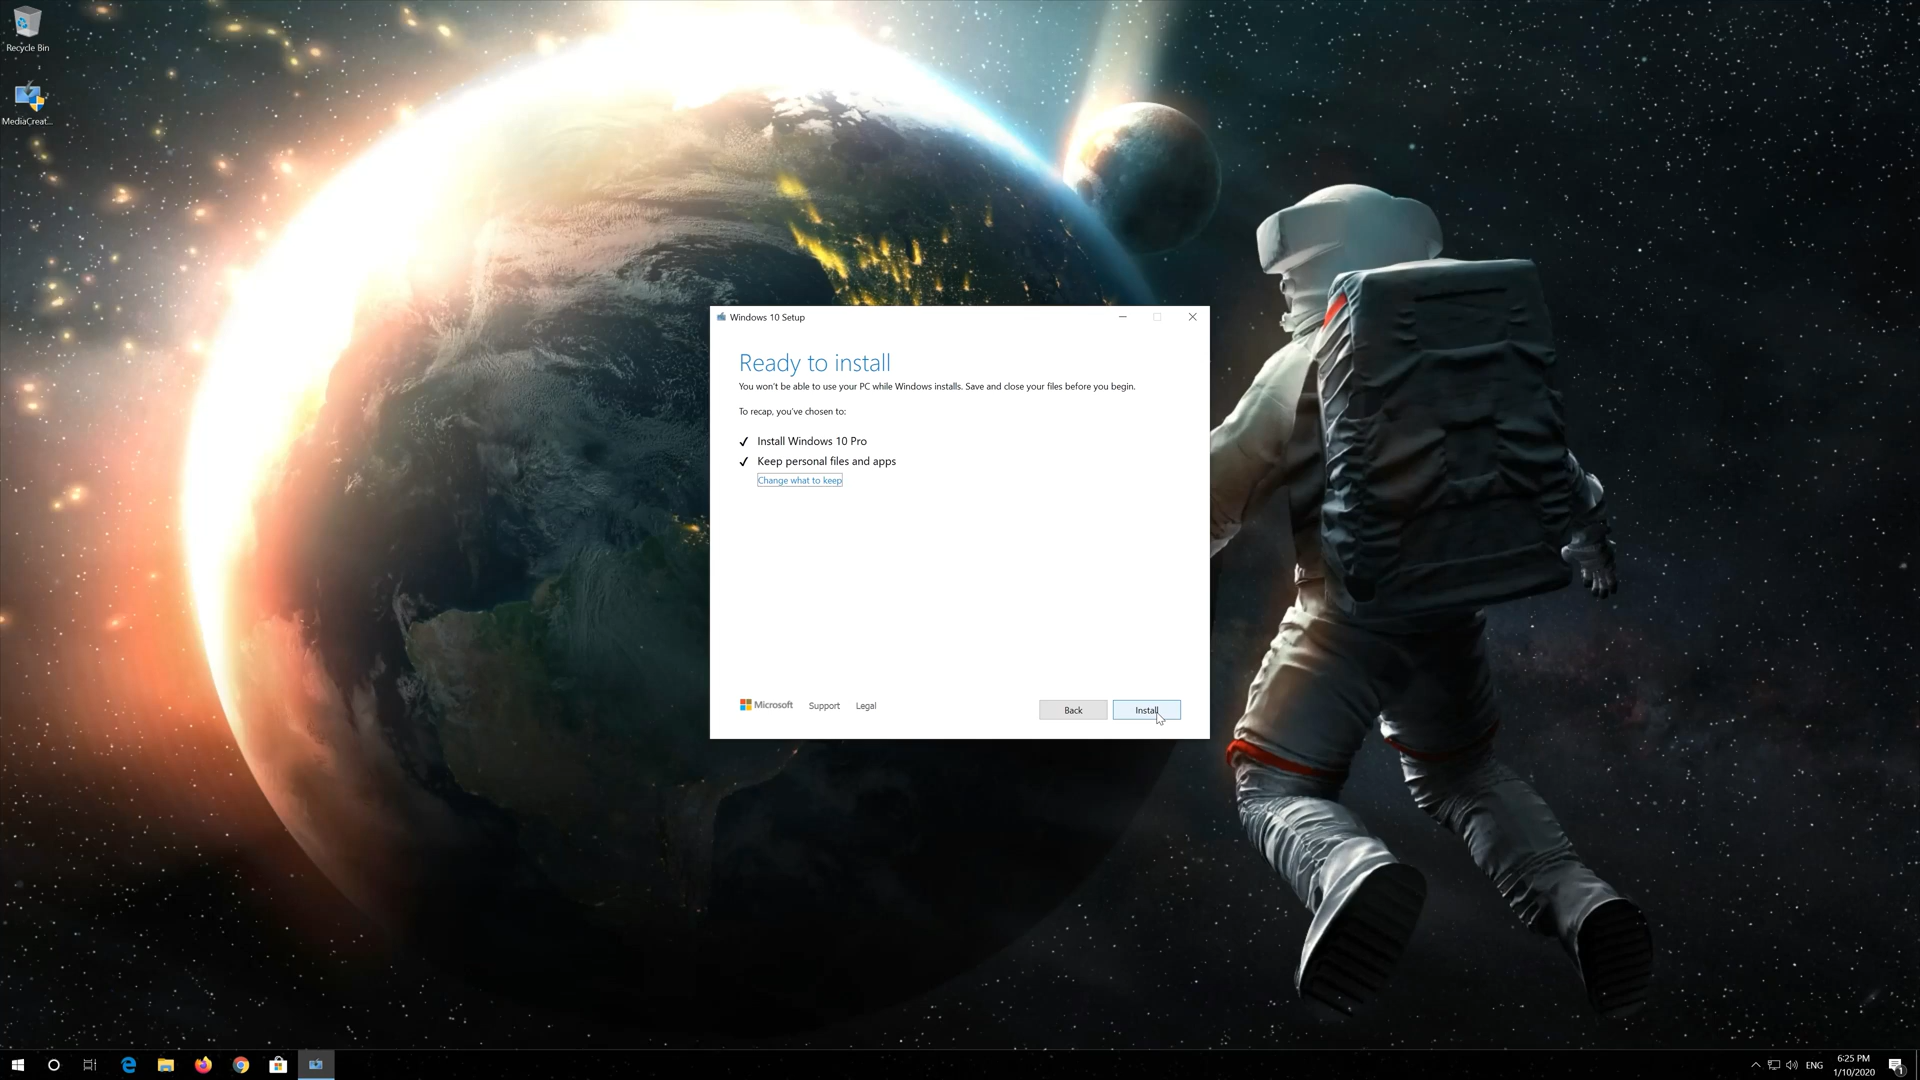 Recycle Bin
MediaCreat...
Windows 10 Setup
Ready to install
You won't be able to use your PC while Windows installs. Save and close your files before you begin.
To recap, you've chosen to:
✓ Install Windows 10 Pro
✓ Keep personal files and apps
Change what to keep
Microsoft Support Legal
Back Install
ENG
6:25 PM
1/10/2020
1